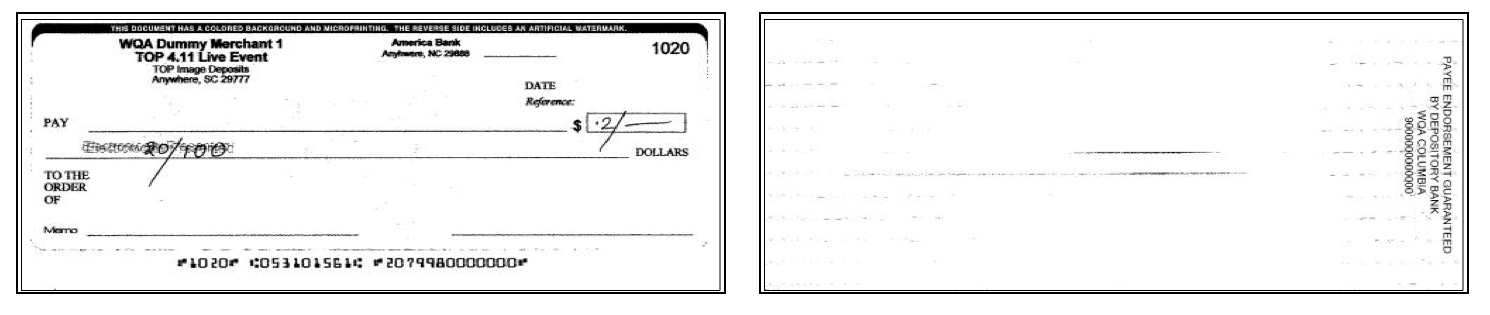 THIS DOCUMENT HAS A COLORED BACKGROUND AND MICROPRINTING. THE REVERSE SIDE INCLUDES AN ARTIFICIAL WATERMARK.
WQA Dummy Merchant 1
TOP 4.11 Live Event
TOP Image Deposits
Anywhere, SC 29777
America Bank
Anywhere, NC 29888
1020
DATE
Reference:
PAY
$ .2/—
20/100
DOLLARS
TO THE
ORDER
OF
Memo
⑈1020⑈ ⑆053101561⑆ ⑈2079980000000⑈
PAYEE ENDORSEMENT GUARANTEED
BY DEPOSITORY BANK
WQA COLUMBIA
9000000000000